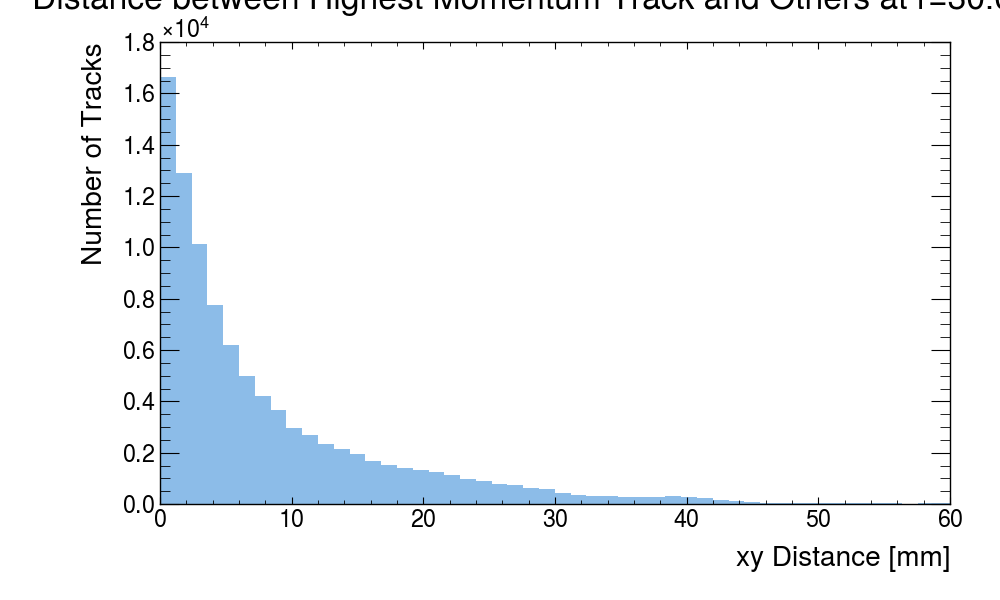 Distance between Highest Momentum Track and Others at r=30.
×10⁴
1.8
1.6
1.4
1.2
1.0
0.8
0.6
0.4
0.2
0.0
Number of Tracks
0 10 20 30 40 50 60
xy Distance [mm]